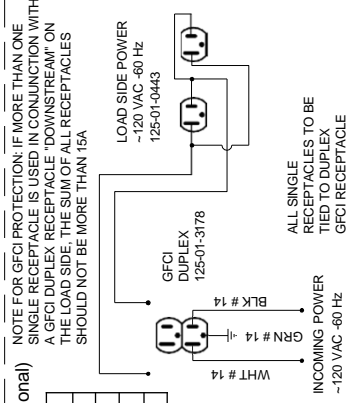 onal)
NOTE FOR GFCI PROTECTION: IF MORE THAN ONE
SINGLE RECEPTACLE IS USED IN CONJUNCTION WITH
A GFCI DUPLEX RECEPTACLE "DOWNSTREAM" ON
THE LOAD SIDE, THE SUM OF ALL RECEPTACLES
SHOULD NOT BE MORE THAN 15A
LOAD SIDE POWER
~120 VAC -60 Hz
125-01-0443
GFCI
DUPLEX
125-01-3178
WHT # 14
GRN # 14
BLK # 14
INCOMING POWER
~120 VAC -60 Hz
ALL SINGLE
RECEPTACLES TO BE
TIED TO DUPLEX
GFCI RECEPTACLE